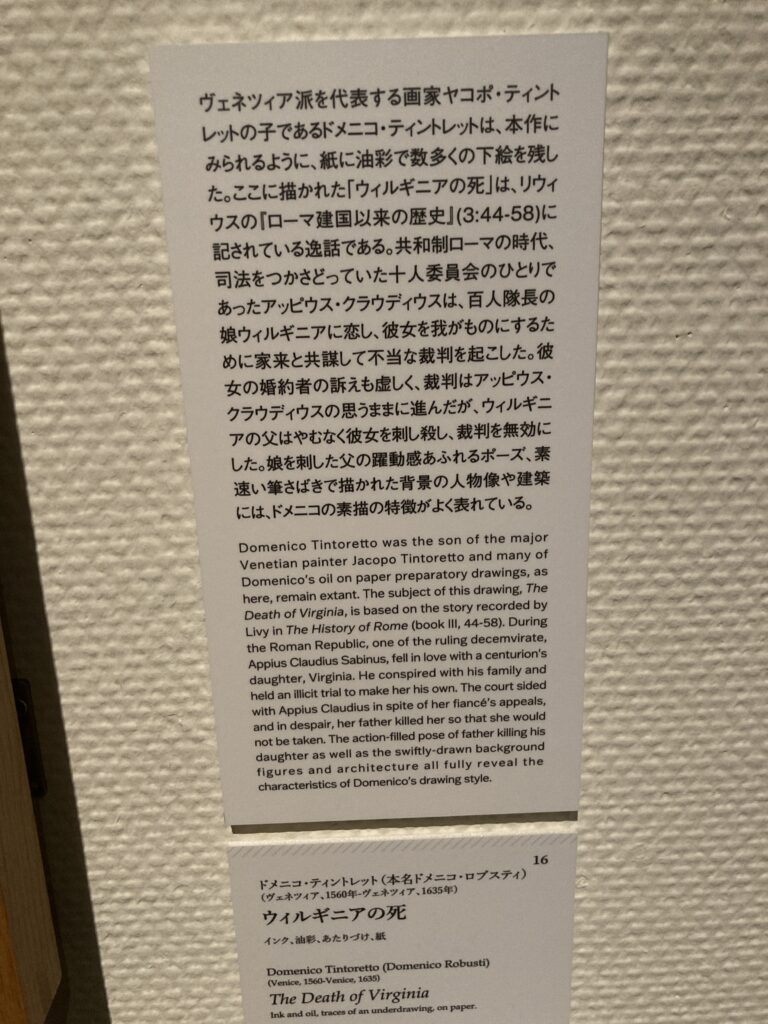 ヴェネツィア派を代表する画家ヤコポ・ティント
レットの子であるドメニコ・ティントレットは、本作に
みられるように、紙に油彩で数多くの下絵を残し
た。ここに描かれた「ウィルギニアの死」は、リウィ
ウスの『ローマ建国以来の歴史』(3:44-58)に
記されている逸話である。共和制ローマの時代、
司法をつかさどっていた十人委員会のひとりで
あったアッピウス・クラウディウスは、百人隊長の
娘ウィルギニアに恋し、彼女を我がものにするた
めに家来と共謀して不当な裁判を起こした。彼
女の婚約者の訴えも虚しく、裁判はアッピウス・
クラウディウスの思うままに進んだが、ウィルギニ
アの父はやむなく彼女を刺し殺し、裁判を無効に
した。娘を刺した父の躍動感あふれるポーズ、素
速い筆さばきで描かれた背景の人物像や建築
には、ドメニコの素描の特徴がよく表れている。
Domenico Tintoretto was the son of the major
Venetian painter Jacopo Tintoretto and many of
Domenico's oil on paper preparatory drawings, as
here, remain extant. The subject of this drawing, The
Death of Virginia, is based on the story recorded by
Livy in The History of Rome (book III, 44-58). During
the Roman Republic, one of the ruling decemvirate,
Appius Claudius Sabinus, fell in love with a centurion's
daughter, Virginia. He conspired with his family and
held an illicit trial to make her his own. The court sided
with Appius Claudius in spite of her fiancé's appeals,
and in despair, her father killed her so that she would
not be taken. The action-filled pose of father killing his
daughter as well as the swiftly-drawn background
figures and architecture all fully reveal the
characteristics of Domenico's drawing style.
16
ドメニコ・ティントレット(本名ドメニコ・ロブスティ)
(ヴェネツィア、1560年-ヴェネツィア、1635年)
ウィルギニアの死
インク、油彩、あたりづけ、紙
Domenico Tintoretto (Domenico Robusti)
(Venice, 1560-Venice, 1635)
The Death of Virginia
Ink and oil, traces of an underdrawing, on paper.